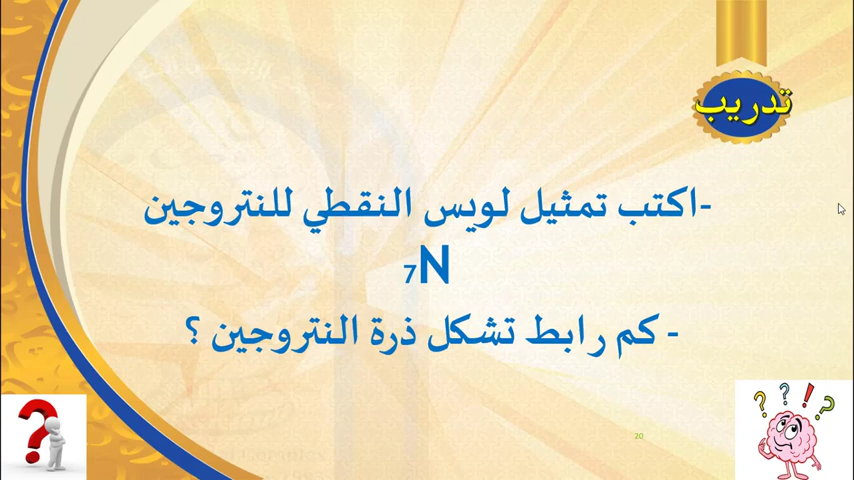 تدريب
-اكتب تمثيل لويس النقطي للنتروجين
7N
- كم رابط تشكل ذرة النتروجين ؟
20